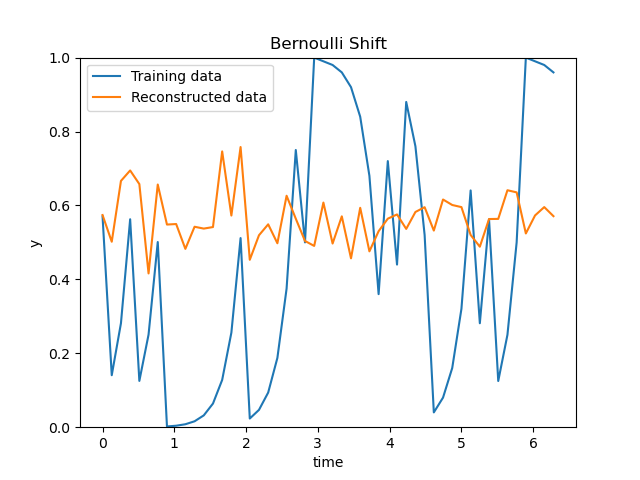 Bernoulli Shift
Training data
Reconstructed data
1.0
0.8
0.6
0.4
0.2
0.0
y
0 1 2 3 4 5 6
time